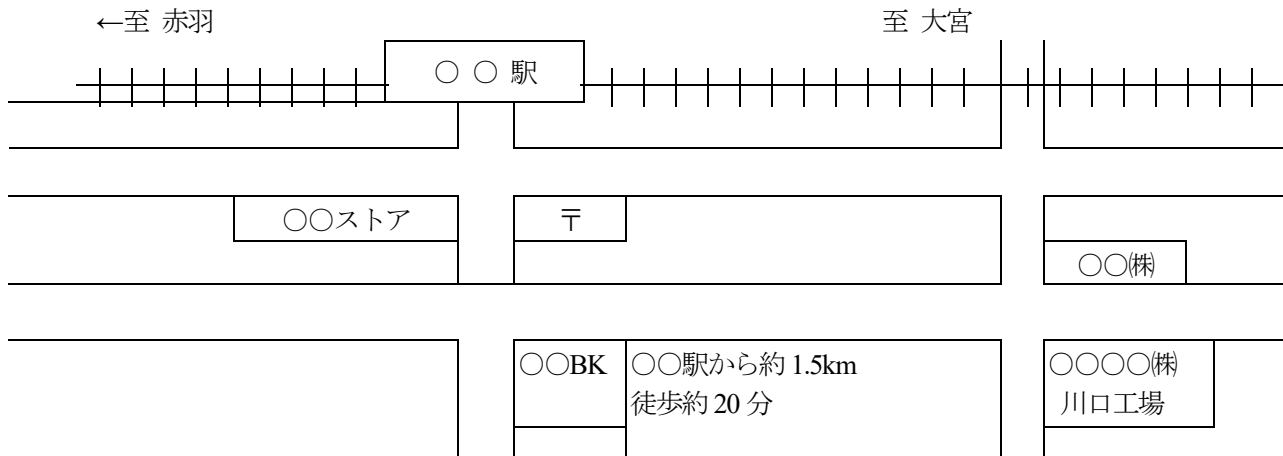 ←至 赤羽
至 大宮
○ ○ 駅
○○ストア
〒
○○㈱
○○BK
○○駅から約 1.5km
徒歩約 20 分
○○○○㈱
川口工場